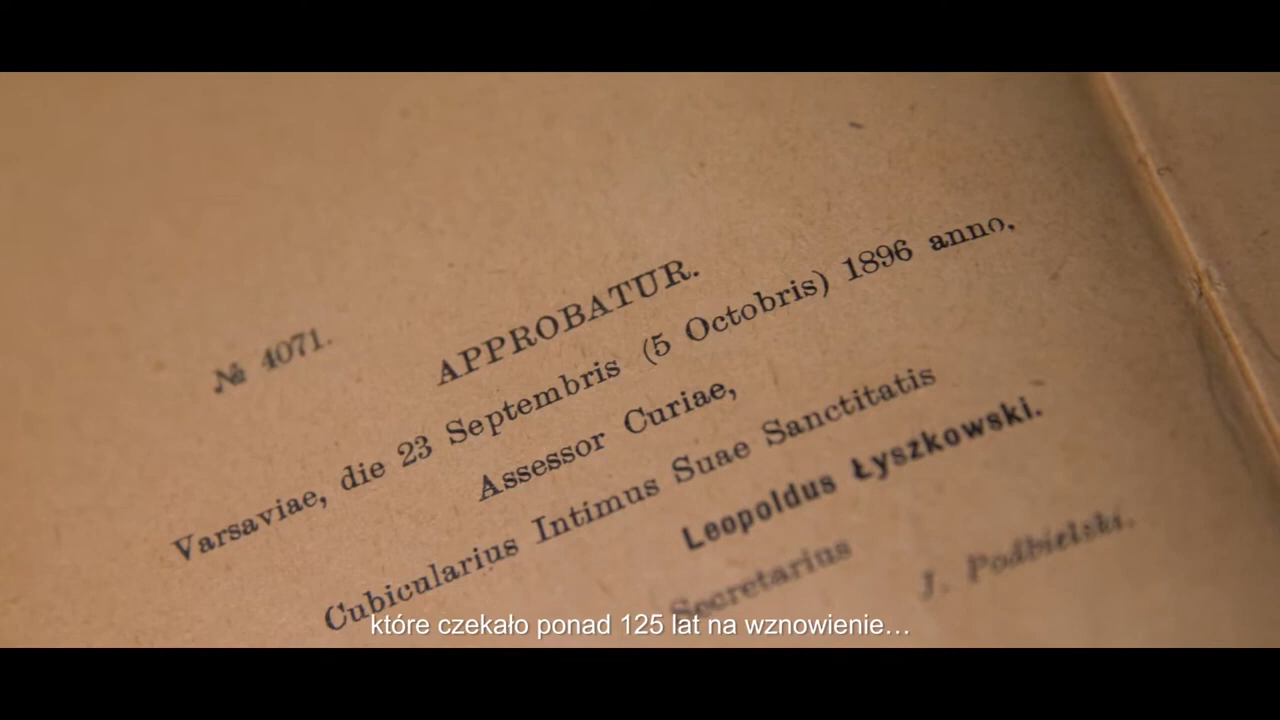 № 4071.
APPROBATUR.
Varsaviae, die 23 Septembris (5 Octobris) 1896 anno,
Assessor Curiae,
Cubicularius Intimus Suae Sanctitatis
Leopoldus Łyszkowski.
Secretarius J. Podbielski.
które czekało ponad 125 lat na wznowienie…